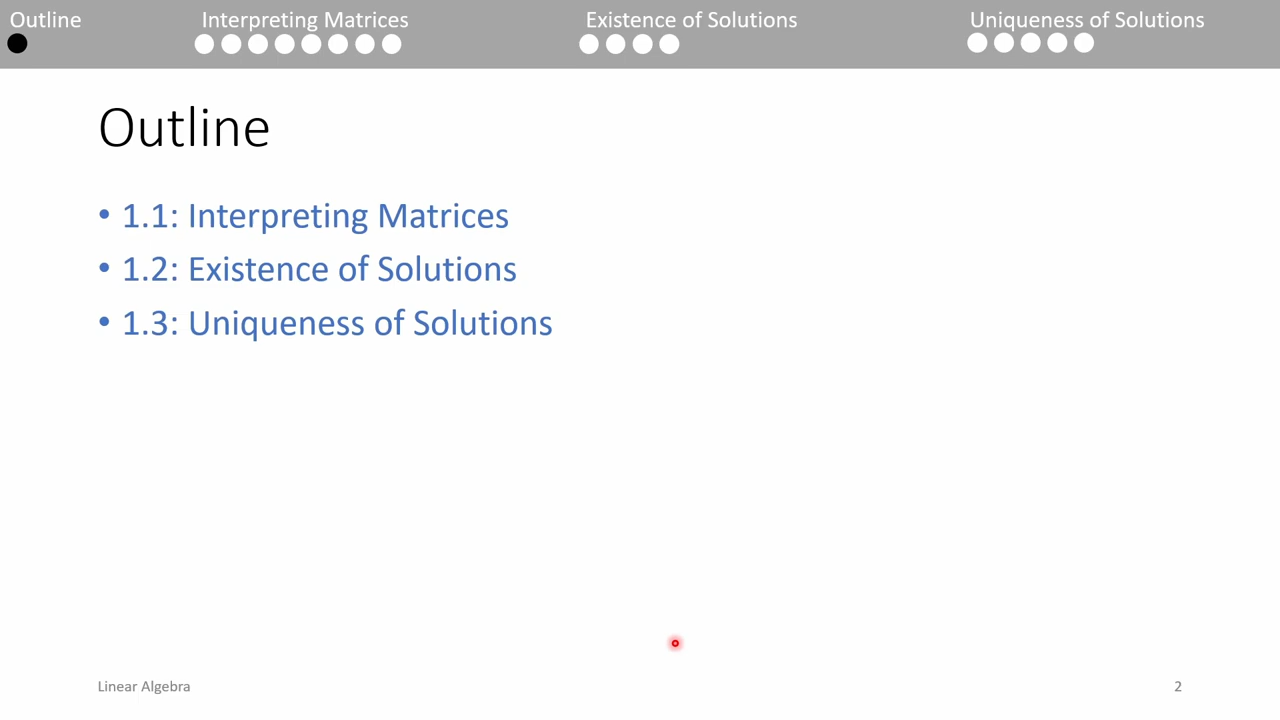 Outline Interpreting Matrices Existence of Solutions Uniqueness of Solutions
Outline
• 1.1: Interpreting Matrices
• 1.2: Existence of Solutions
• 1.3: Uniqueness of Solutions
Linear Algebra 2